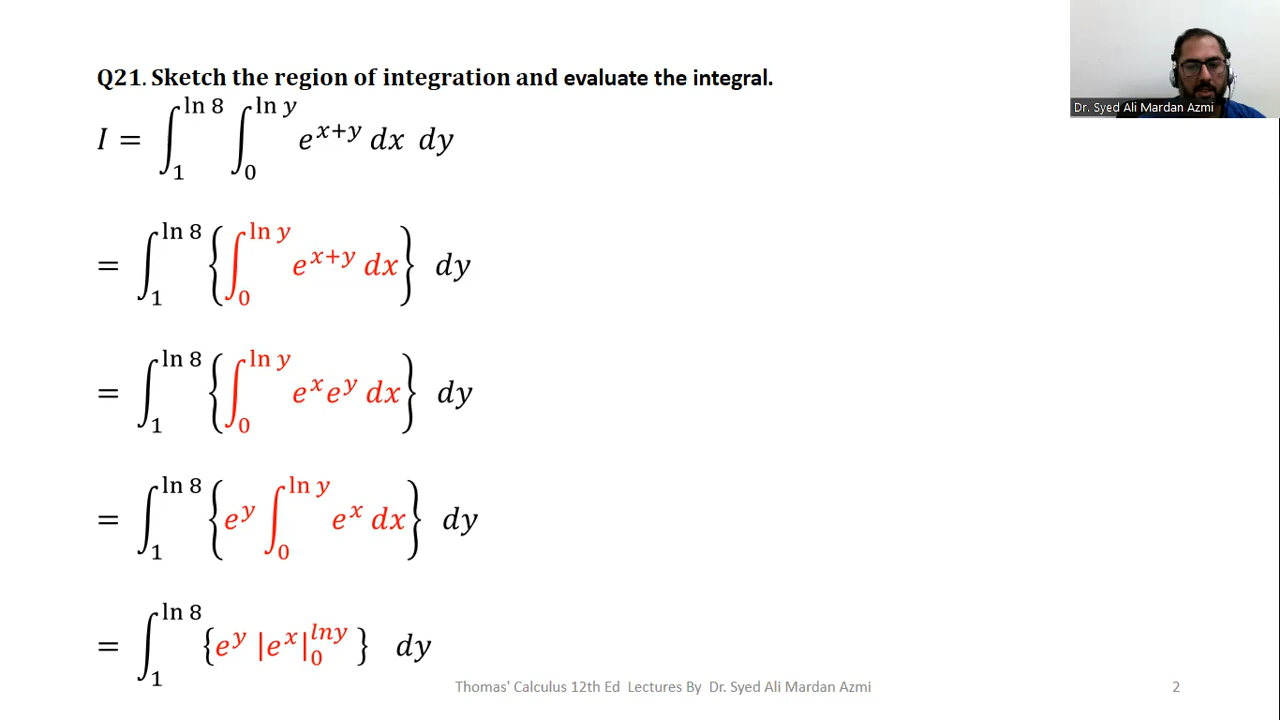 Q21. Sketch the region of integration and evaluate the integral.
I = ∫_1^{ln 8} ∫_0^{ln y} e^{x+y} dx dy
= ∫_1^{ln 8} { ∫_0^{ln y} e^{x+y} dx } dy
= ∫_1^{ln 8} { ∫_0^{ln y} e^x e^y dx } dy
= ∫_1^{ln 8} { e^y ∫_0^{ln y} e^x dx } dy
= ∫_1^{ln 8} { e^y |e^x|_0^{lny} } dy
Thomas' Calculus 12th Ed Lectures By Dr. Syed Ali Mardan Azmi
2
Dr. Syed Ali Mardan Azmi